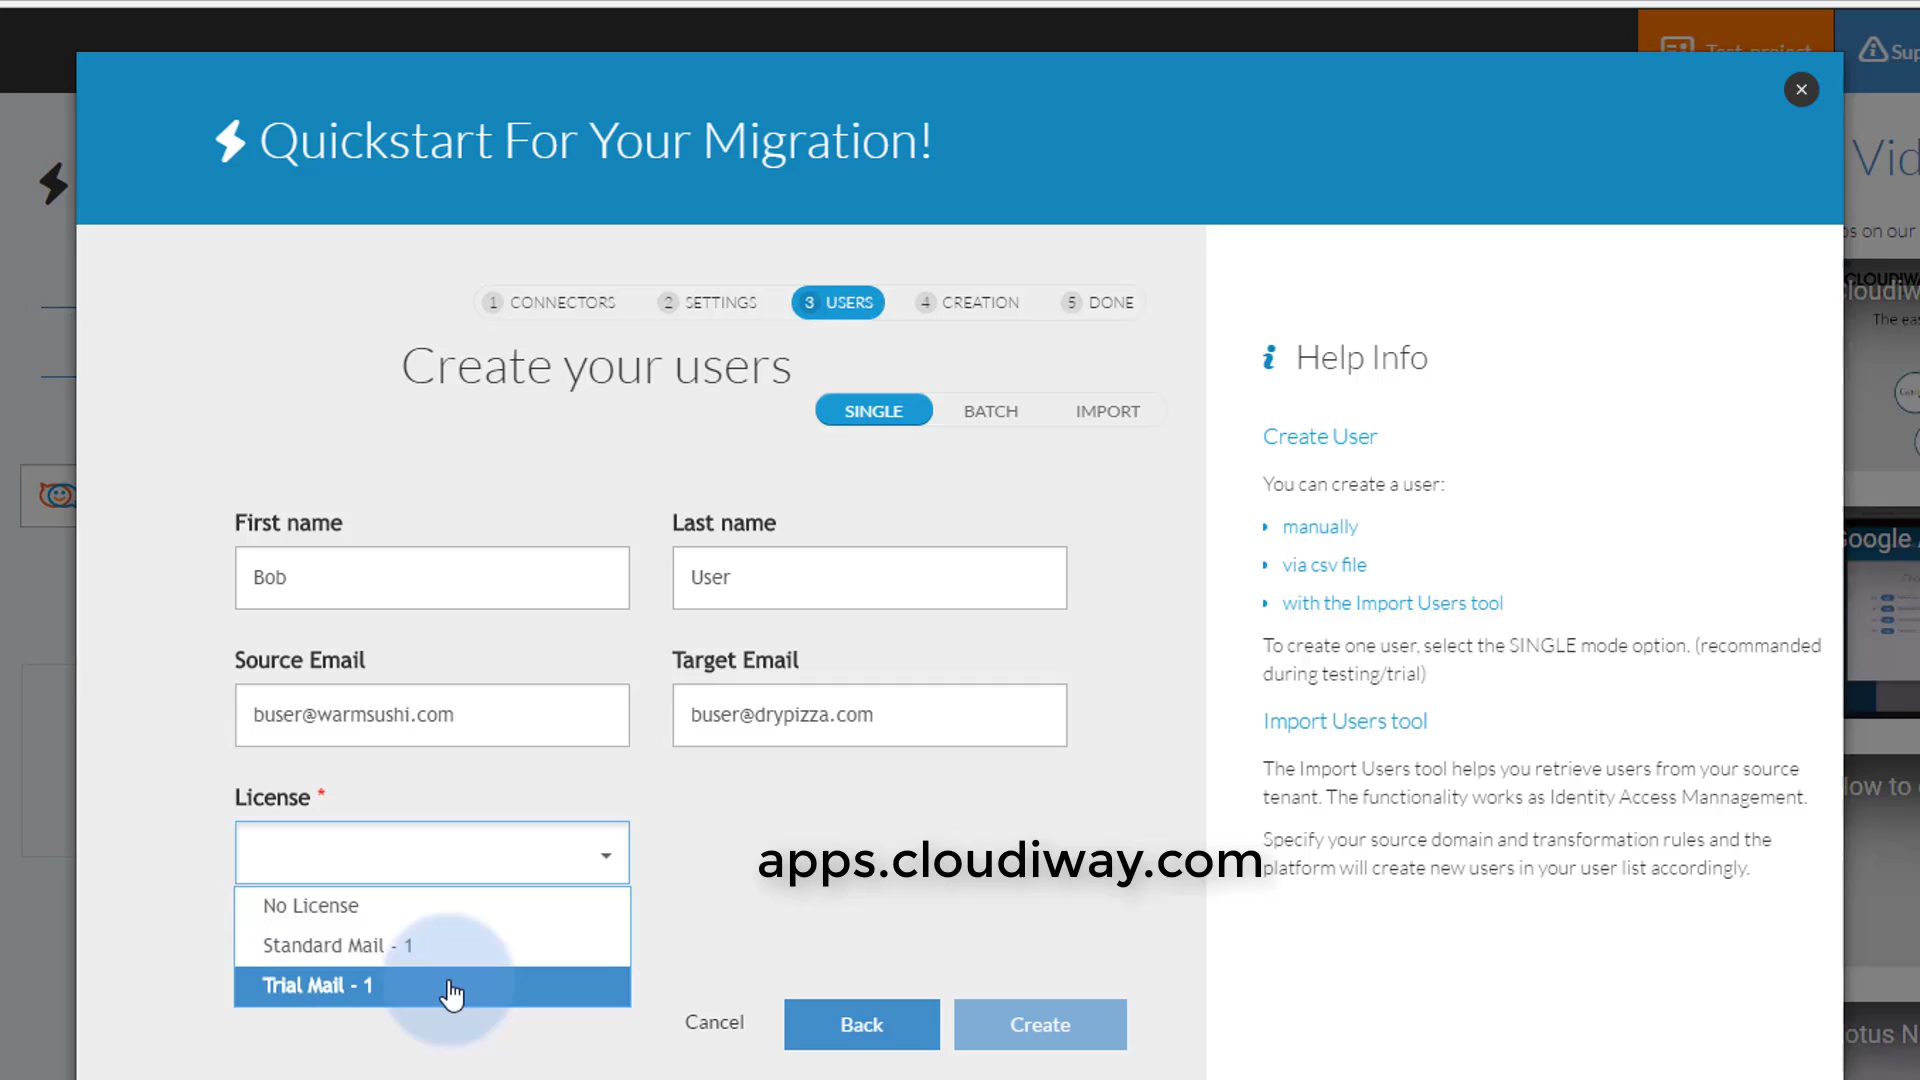 Test project
Quickstart For Your Migration!
1 CONNECTORS 2 SETTINGS 3 USERS 4 CREATION 5 DONE
Create your users
SINGLE BATCH IMPORT
First name
Last name
Bob
User
Source Email
Target Email
buser@warmsushi.com
buser@drypizza.com
License *
No License
Standard Mail - 1
Trial Mail - 1
apps.cloudiway.com
Cancel
Back
Create
Help Info
Create User
You can create a user:
manually
via csv file
with the Import Users tool
To create one user, select the SINGLE mode option. (recommanded
during testing/trial)
Import Users tool
The Import Users tool helps you retrieve users from your source
tenant. The functionality works as Identity Access Mannagement.
Specify your source domain and transformation rules and the
platform will create new users in your user list accordingly.
Sup
Vid
s on our
The eas
How to